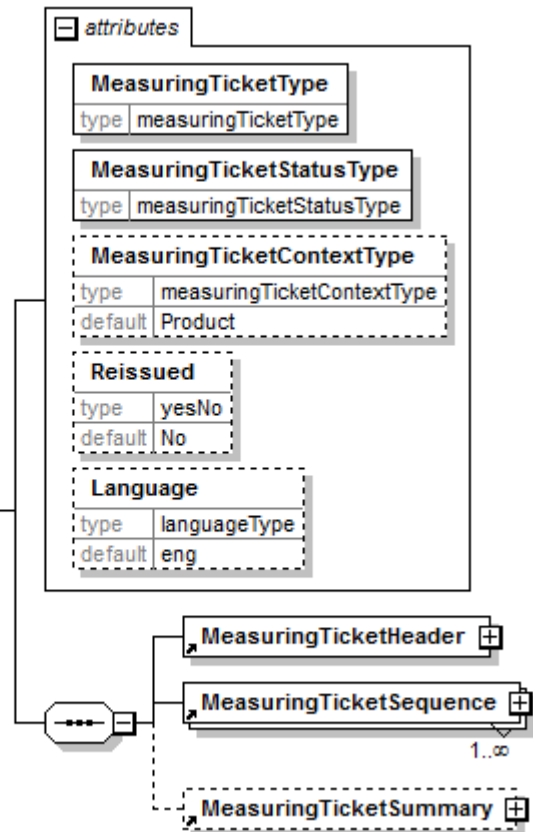 attributes
MeasuringTicketType
type measuringTicketType
MeasuringTicketStatusType
type measuringTicketStatusType
MeasuringTicketContextType
type measuringTicketContextType
default Product
Reissued
type yesNo
default No
Language
type languageType
default eng
MeasuringTicketHeader
MeasuringTicketSequence
1..∞
MeasuringTicketSummary